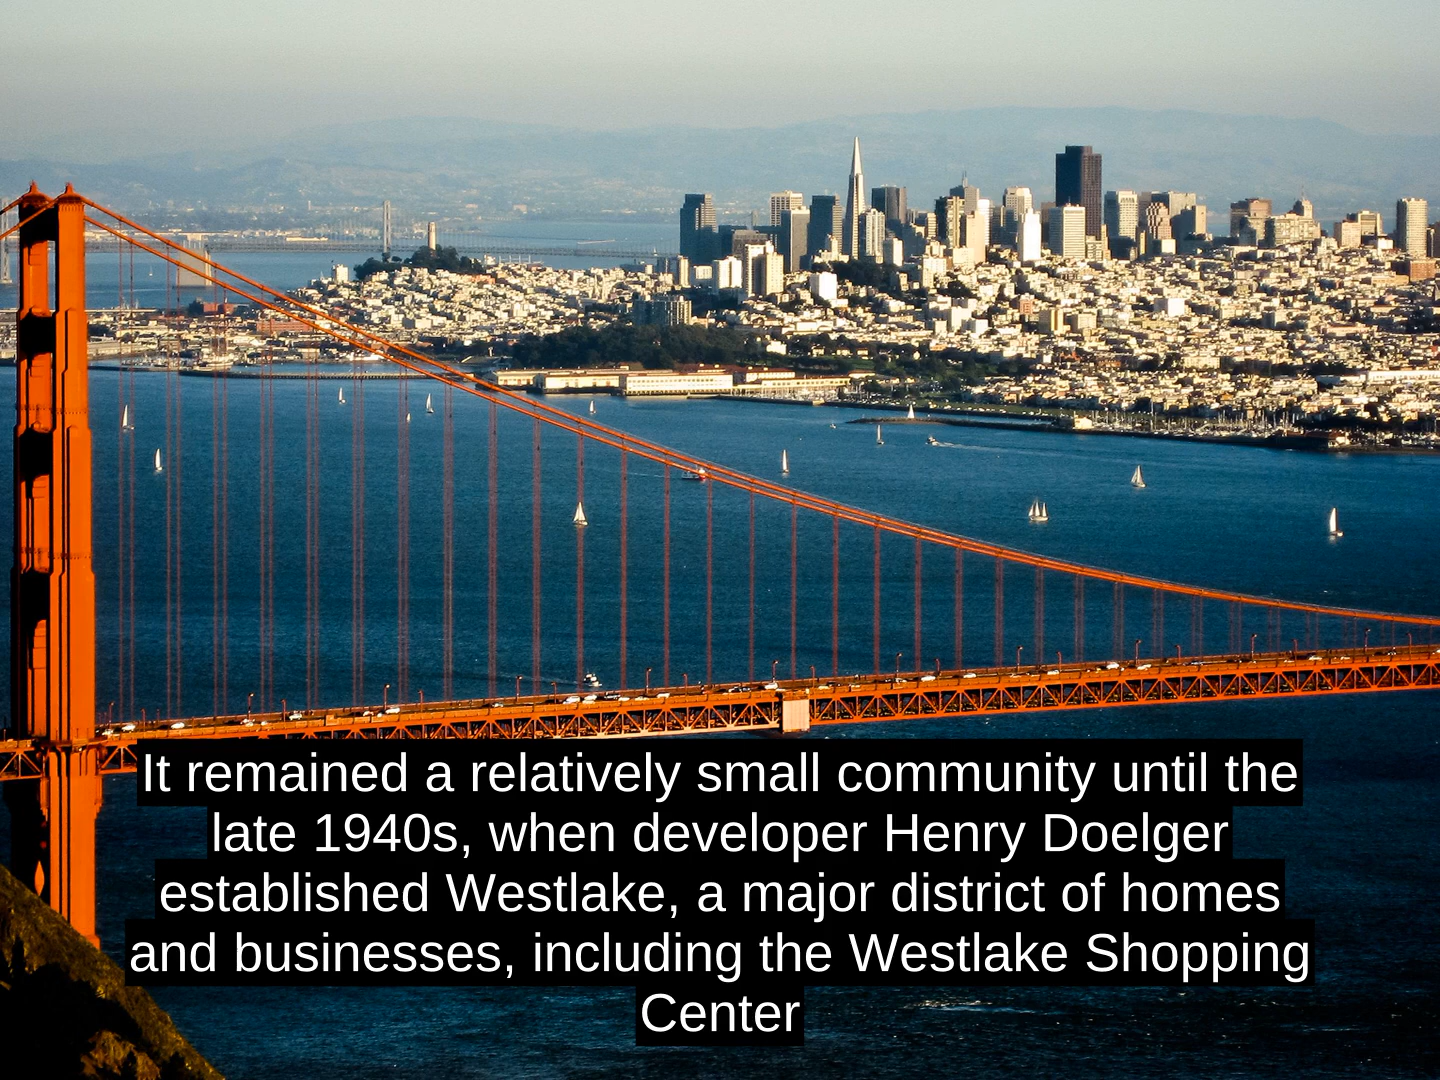 It remained a relatively small community until the
late 1940s, when developer Henry Doelger
established Westlake, a major district of homes
and businesses, including the Westlake Shopping
Center